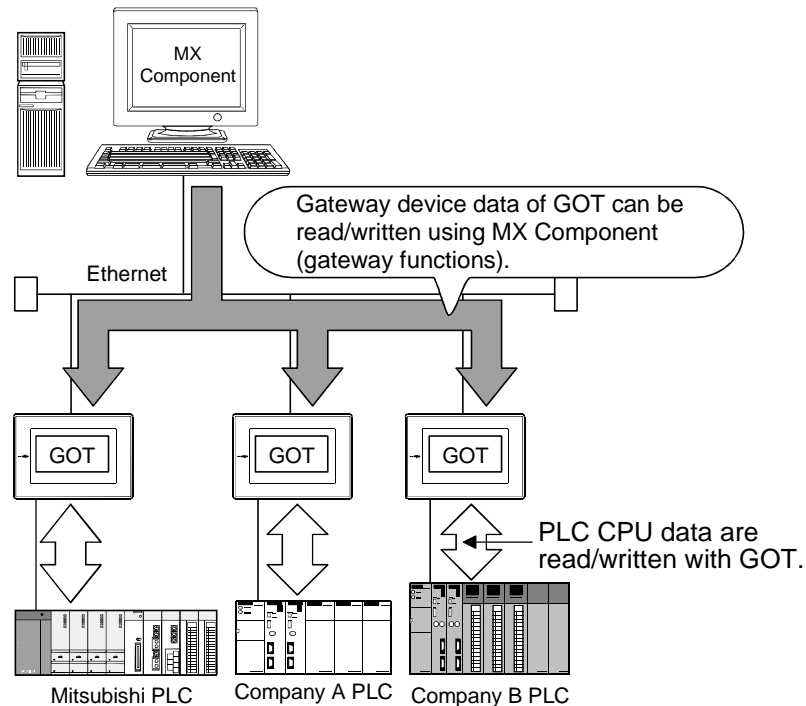 MX
Component
Gateway device data of GOT can be
read/written using MX Component
(gateway functions).
Ethernet
GOT
GOT
GOT
PLC CPU data are
read/written with GOT.
Mitsubishi PLC
Company A PLC
Company B PLC